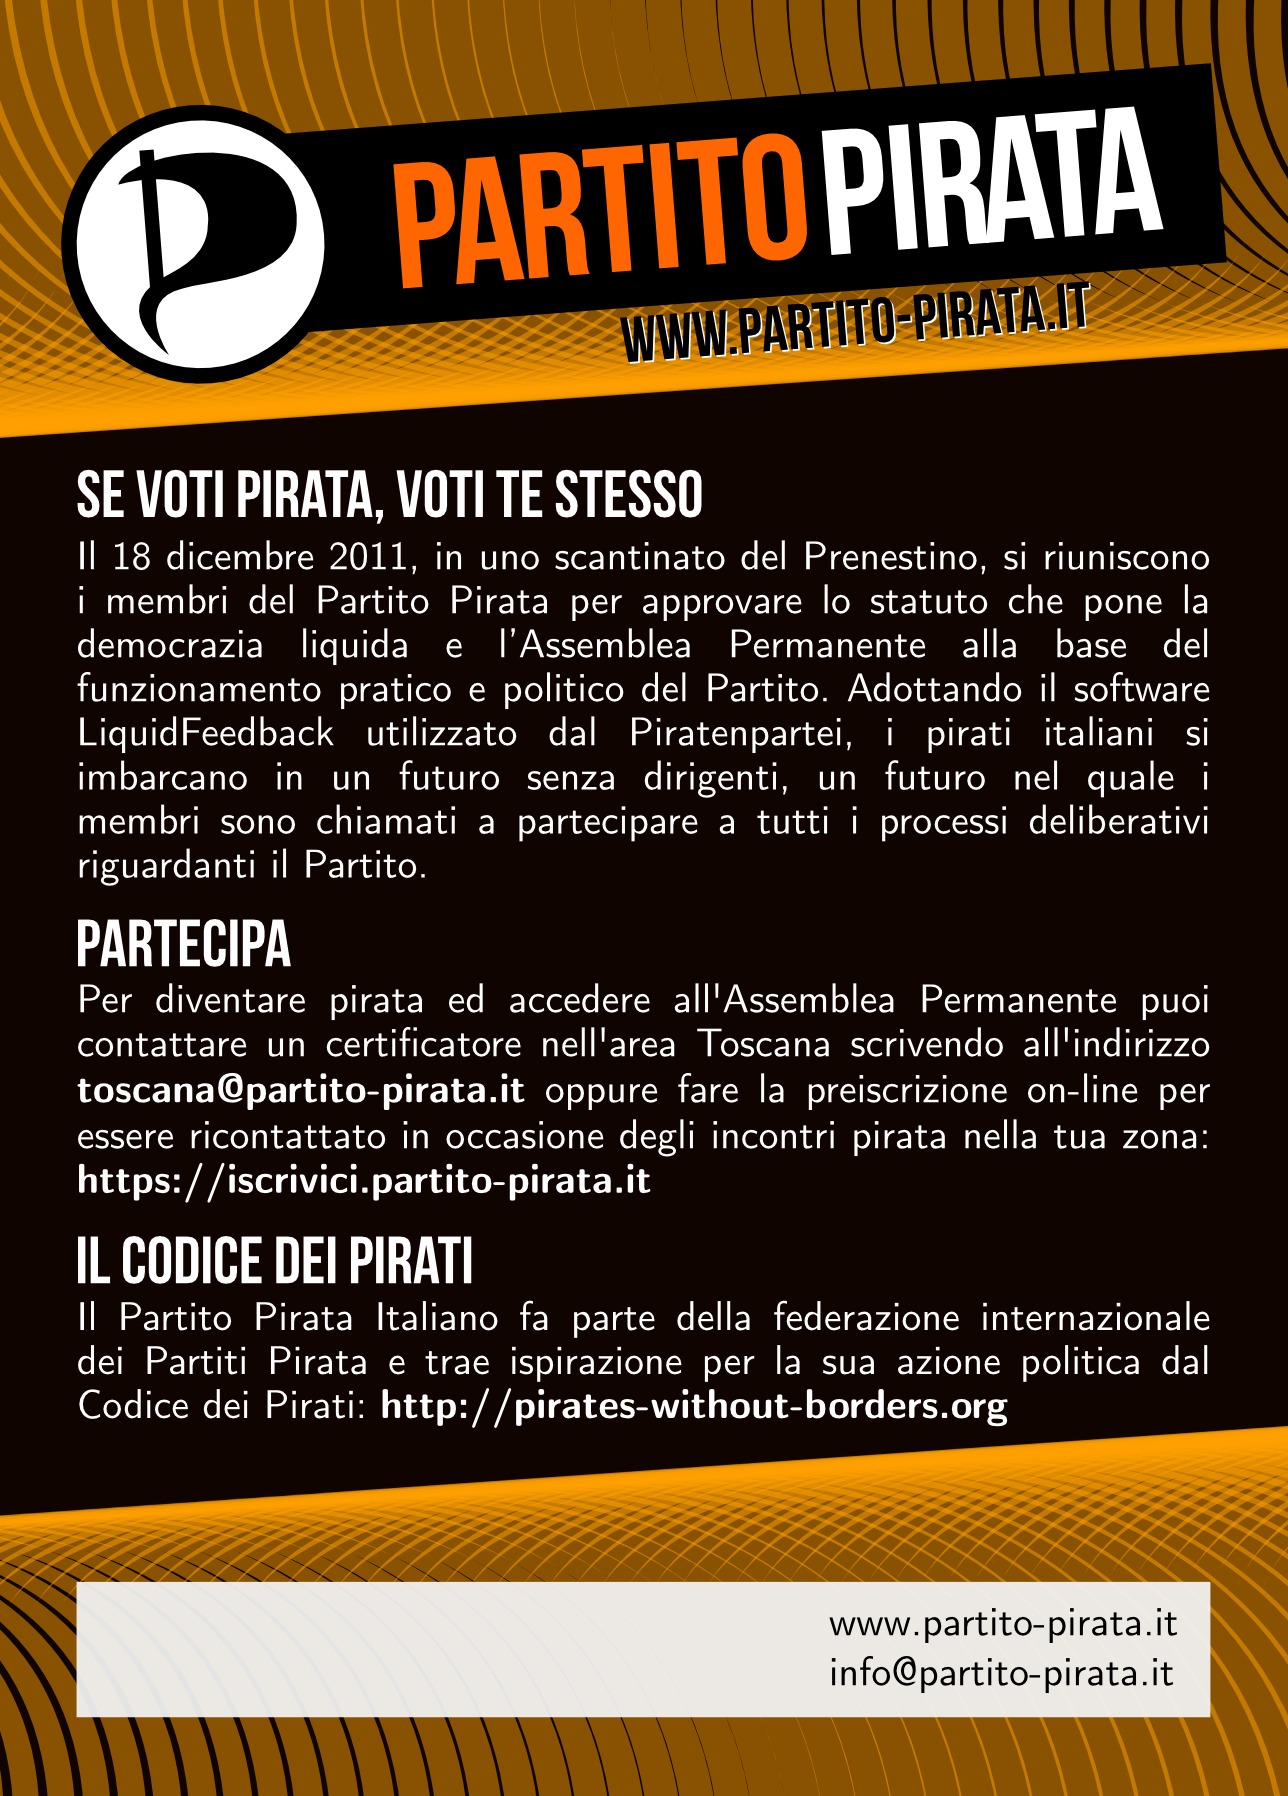 PARTITO PIRATA
WWW.PARTITO-PIRATA.IT
SE VOTI PIRATA, VOTI TE STESSO
Il 18 dicembre 2011, in uno scantinato del Prenestino, si riuniscono
i membri del Partito Pirata per approvare lo statuto che pone la
democrazia liquida e l'Assemblea Permanente alla base del
funzionamento pratico e politico del Partito. Adottando il software
LiquidFeedback utilizzato dal Piratenpartei, i pirati italiani si
imbarcano in un futuro senza dirigenti, un futuro nel quale i
membri sono chiamati a partecipare a tutti i processi deliberativi
riguardanti il Partito.
PARTECIPA
Per diventare pirata ed accedere all'Assemblea Permanente puoi
contattare un certificatore nell'area Toscana scrivendo all'indirizzo
toscana@partito-pirata.it oppure fare la preiscrizione on-line per
essere ricontattato in occasione degli incontri pirata nella tua zona:
https://iscrivici.partito-pirata.it
IL CODICE DEI PIRATI
Il Partito Pirata Italiano fa parte della federazione internazionale
dei Partiti Pirata e trae ispirazione per la sua azione politica dal
Codice dei Pirati: http://pirates-without-borders.org
www.partito-pirata.it
info@partito-pirata.it